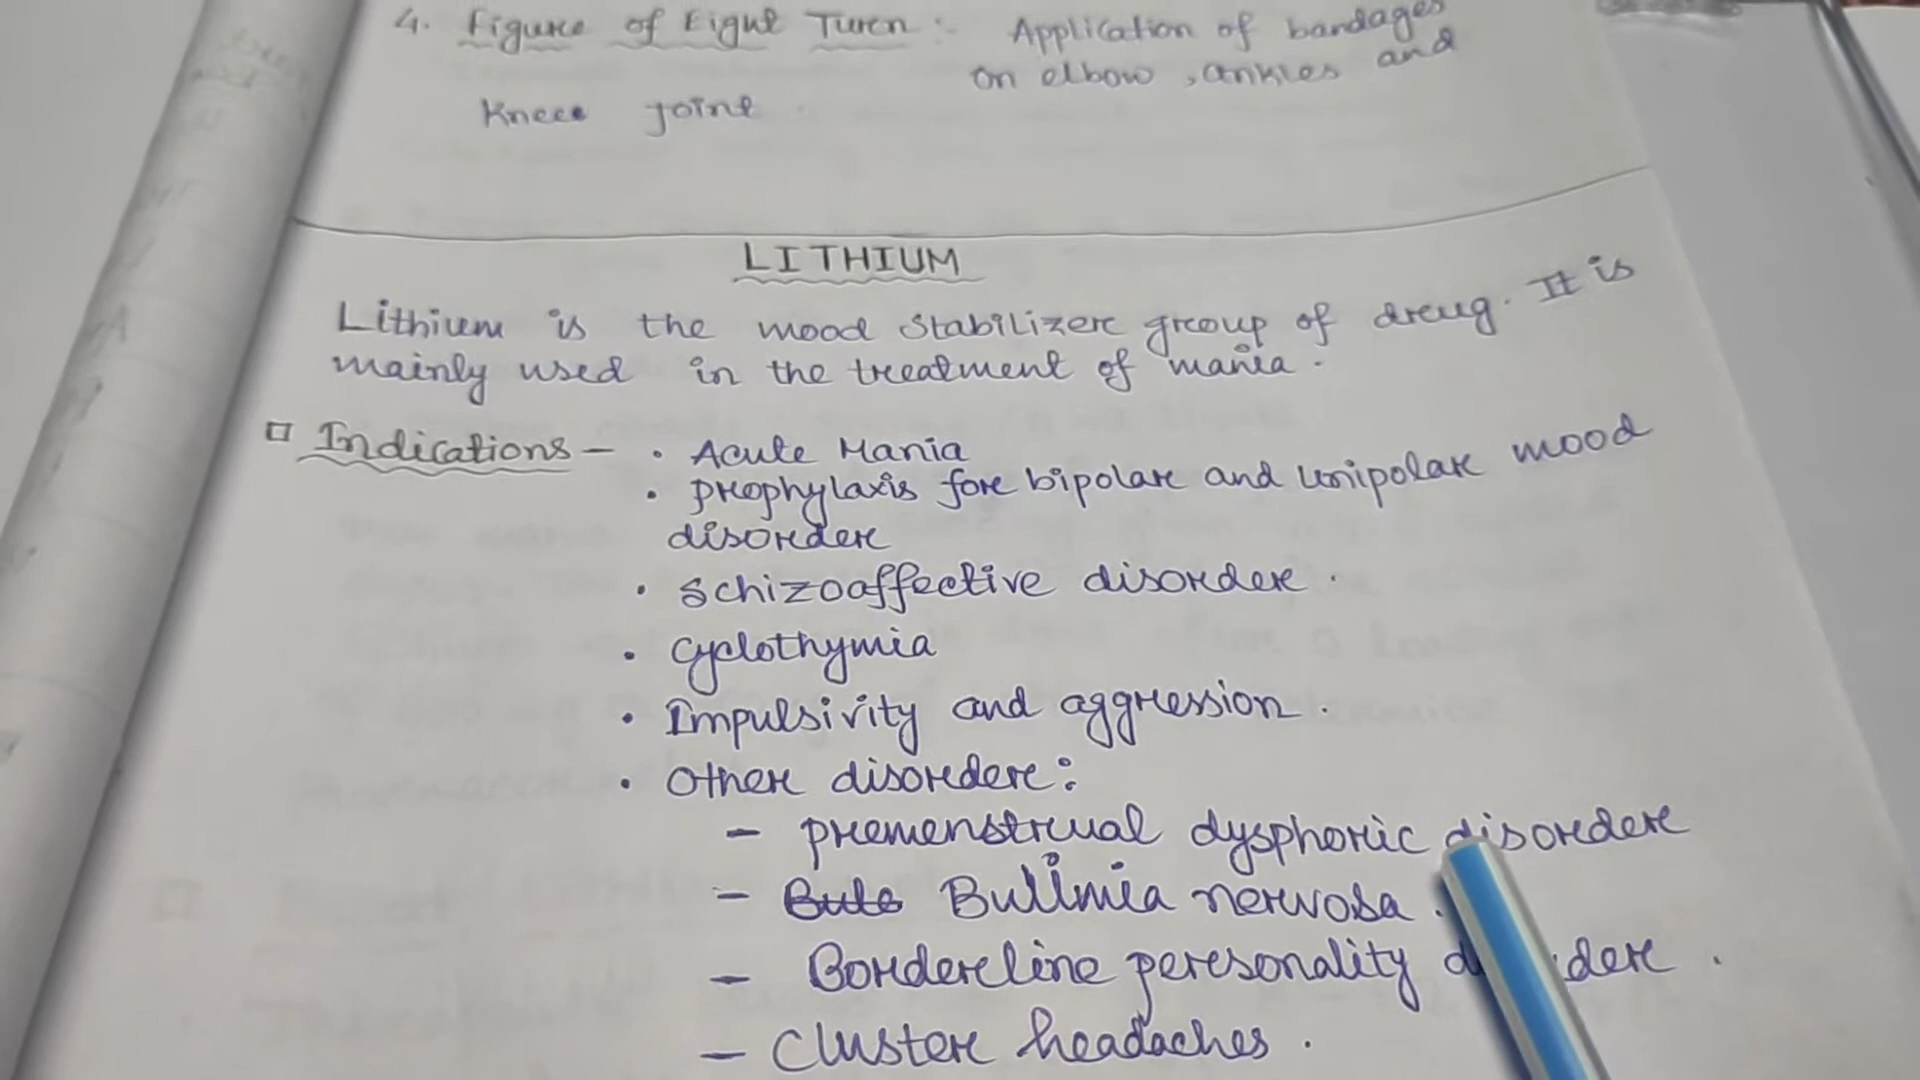 4. Figure of Eight Turn :- Application of bandages
on elbow, ankles and
Knee joint
LITHIUM
Lithium is the mood stabilizer group of drug. It is
mainly used in the treatment of mania.
Indications - • Acute Mania
• prophylaxis for bipolar and unipolar mood
disorder
• schizoaffective disorder.
• cyclothymia
• Impulsivity and aggression.
• Other disorder:
- premenstrual dysphoric disorder
- Bulimia nervosa.
- Borderline personality
- Cluster headaches.